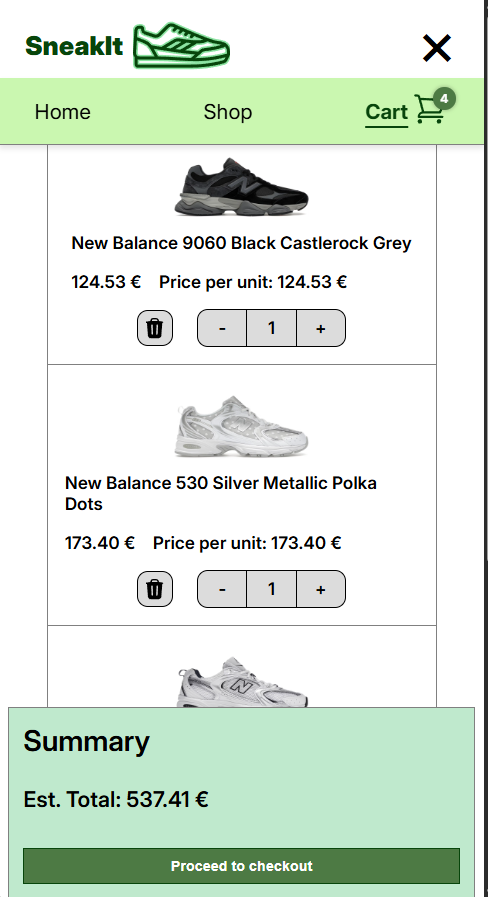 SneakIt
Home Shop Cart 4
New Balance 9060 Black Castlerock Grey
124.53 € Price per unit: 124.53 €
- 1 +
New Balance 530 Silver Metallic Polka
Dots
173.40 € Price per unit: 173.40 €
- 1 +
Summary
Est. Total: 537.41 €
Proceed to checkout